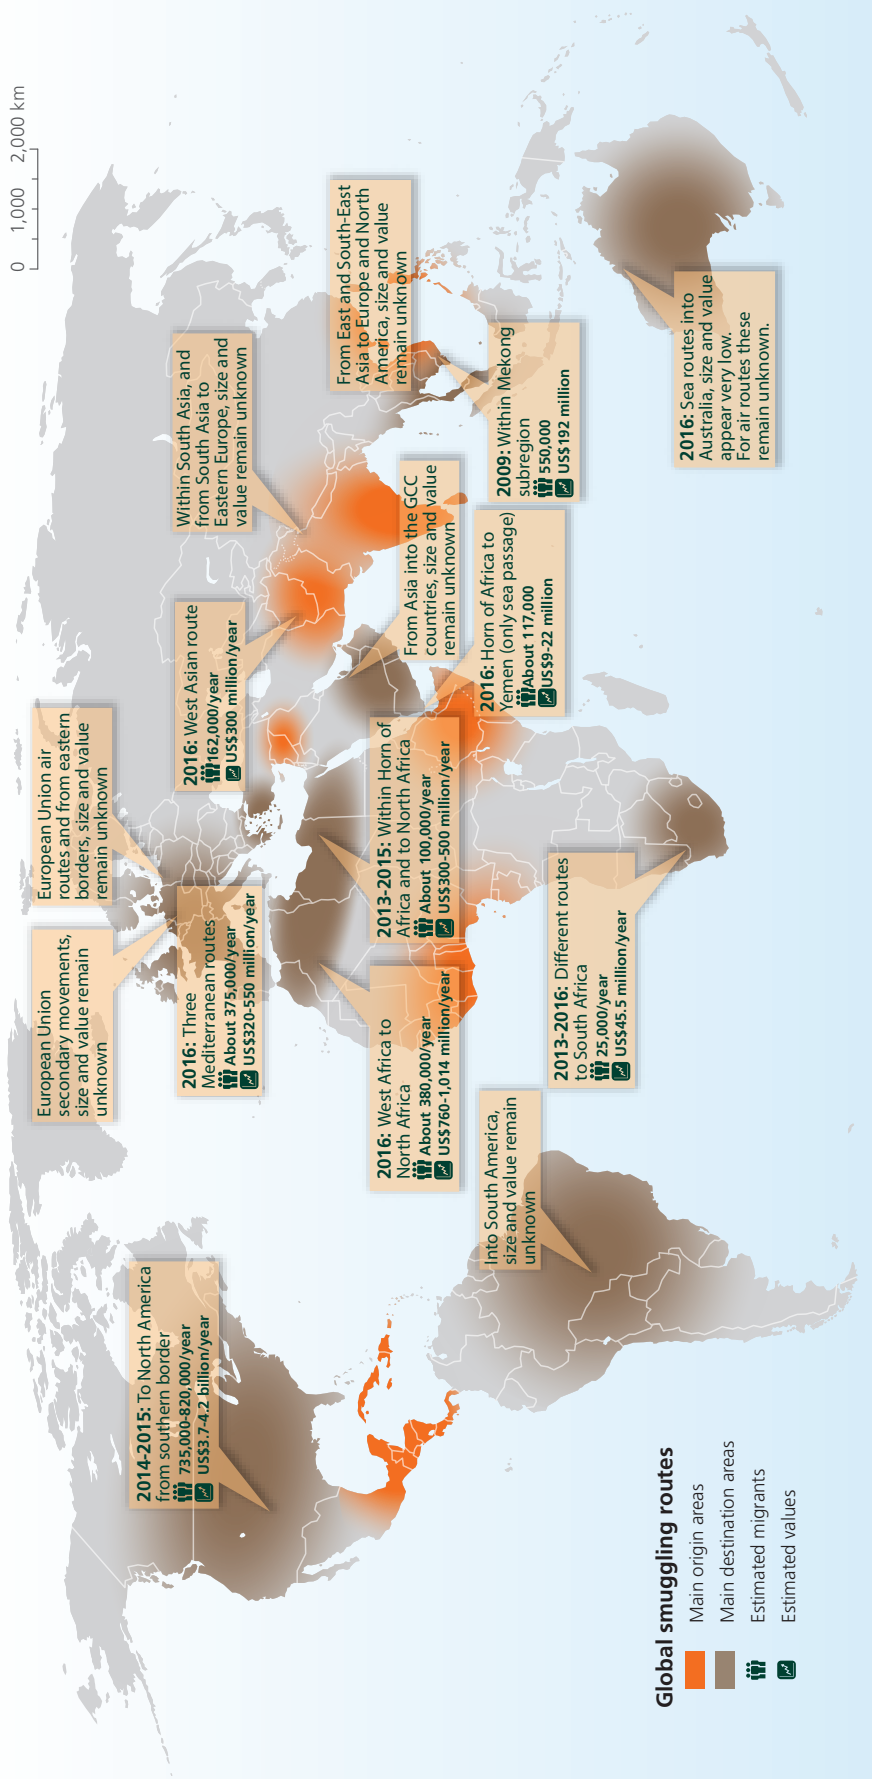 0 1,000 2,000 km
European Union
secondary movements,
size and value remain
unknown
European Union air
routes and from eastern
borders, size and value
remain unknown
2014-2015: To North America
from southern border
735,000-820,000/year
US$3.7-4.2 billion/year
2016: Three
Mediterranean routes
About 375,000/year
US$320-550 million/year
2016: West Asian route
162,000/year
US$300 million/year
Within South Asia, and
from South Asia to
Eastern Europe, size and
value remain unknown
From East and South-East
Asia to Europe and North
America, size and value
remain unknown
2016: West Africa to
North Africa
About 380,000/year
US$760-1,014 million/year
2013-2015: Within Horn of
Africa and to North Africa
About 100,000/year
US$300-500 million/year
From Asia into the GCC
countries, size and value
remain unknown
Into South America,
size and value remain
unknown
2016: Horn of Africa to
Yemen (only sea passage)
About 117,000
US$9-22 million
2009: Within Mekong
subregion
550,000
US$192 million
2013-2016: Different routes
to South Africa
25,000/year
US$45.5 million/year
2016: Sea routes into
Australia, size and value
appear very low.
For air routes these
remain unknown.
Global smuggling routes
Main origin areas
Main destination areas
Estimated migrants
Estimated values